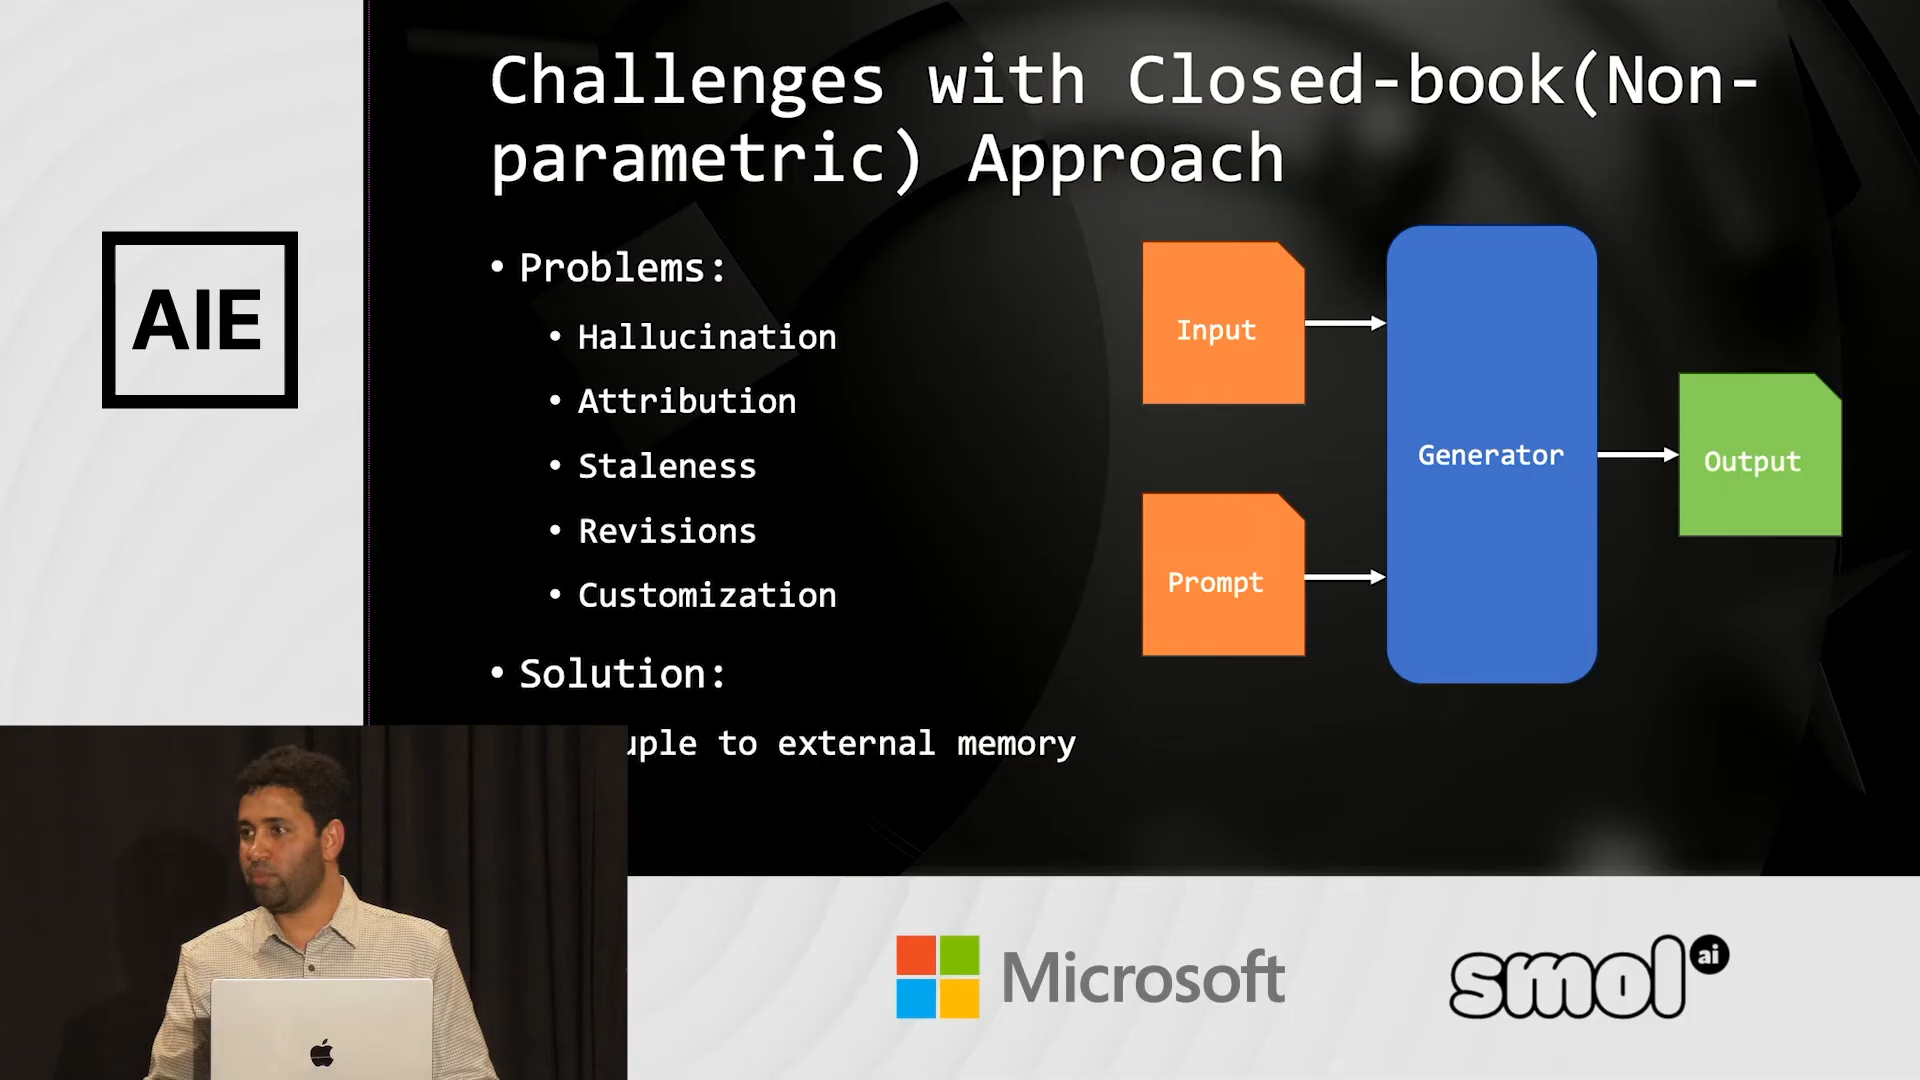 Challenges with Closed-book(Non-
parametric) Approach
AIE
• Problems:
• Hallucination
• Attribution
• Staleness
• Revisions
• Customization
• Solution:
to external memory
Input
Prompt
Generator
Output
Microsoft
smol ai